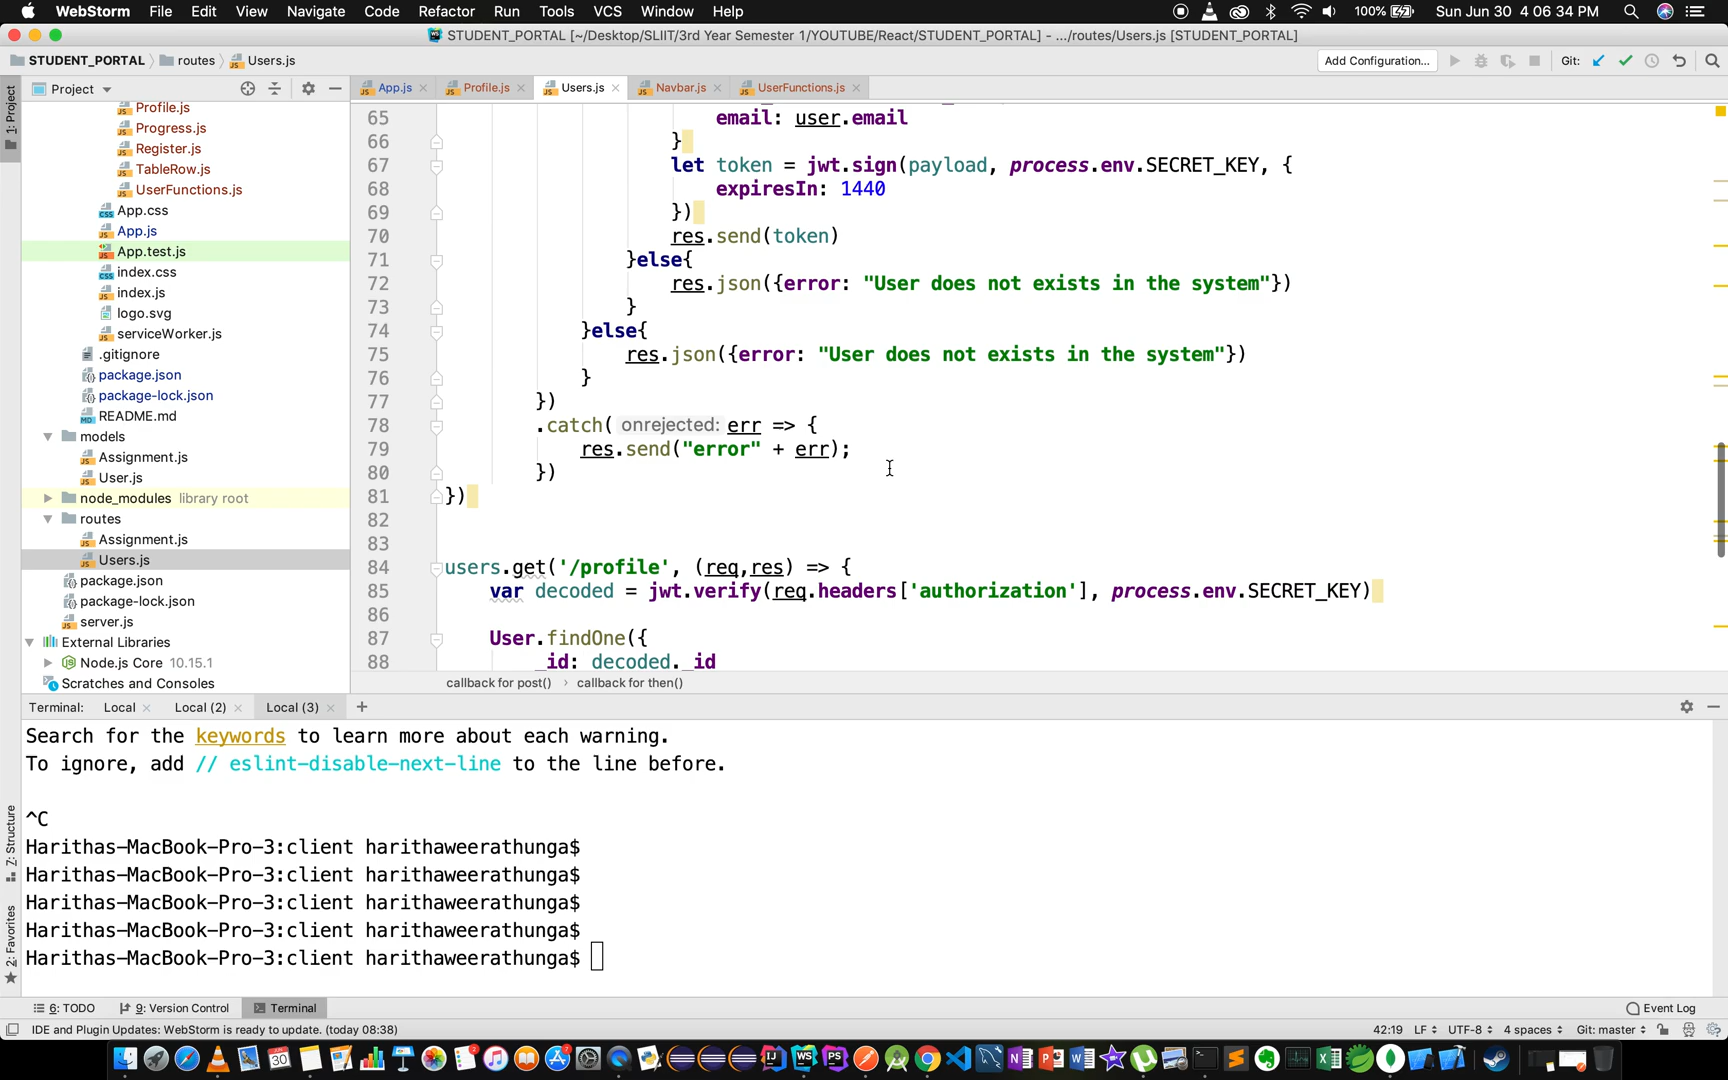 WebStorm File Edit View Navigate Code Refactor Run Tools VCS Window Help 100% Sun Jun 30 4 06 34 PM
STUDENT_PORTAL [~/Desktop/SLIIT/3rd Year Semester 1/YOUTUBE/React/STUDENT_PORTAL] - .../routes/Users.js [STUDENT_PORTAL]
STUDENT_PORTAL routes Users.js Add Configuration... Git:
Project App.js Profile.js Users.js Navbar.js UserFunctions.js
1: Project
Profile.js
Progress.js
Register.js
TableRow.js
UserFunctions.js
App.css
App.js
App.test.js
index.css
index.js
logo.svg
serviceWorker.js
.gitignore
package.json
package-lock.json
README.md
models
Assignment.js
User.js
node_modules library root
routes
Assignment.js
Users.js
package.json
package-lock.json
server.js
External Libraries
Node.js Core 10.15.1
Scratches and Consoles
65 email: user.email
66 }
67 let token = jwt.sign(payload, process.env.SECRET_KEY, {
68 expiresIn: 1440
69 })
70 res.send(token)
71 }else{
72 res.json({error: "User does not exists in the system"})
73 }
74 }else{
75 res.json({error: "User does not exists in the system"})
76 }
77 })
78 .catch( onrejected: err => {
79 res.send("error" + err);
80 })
81 })
82
83
84 users.get('/profile', (req,res) => {
85 var decoded = jwt.verify(req.headers['authorization'], process.env.SECRET_KEY)
86
87 User.findOne({
88 _id: decoded._id
callback for post() › callback for then()
Terminal: Local Local (2) Local (3) +
Search for the keywords to learn more about each warning.
To ignore, add // eslint-disable-next-line to the line before.
^C
Harithas-MacBook-Pro-3:client harithaweerathunga$
Harithas-MacBook-Pro-3:client harithaweerathunga$
Harithas-MacBook-Pro-3:client harithaweerathunga$
Harithas-MacBook-Pro-3:client harithaweerathunga$
Harithas-MacBook-Pro-3:client harithaweerathunga$
Z: Structure
2: Favorites
6: TODO 9: Version Control Terminal Event Log
IDE and Plugin Updates: WebStorm is ready to update. (today 08:38) 42:19 LF UTF-8 4 spaces Git: master